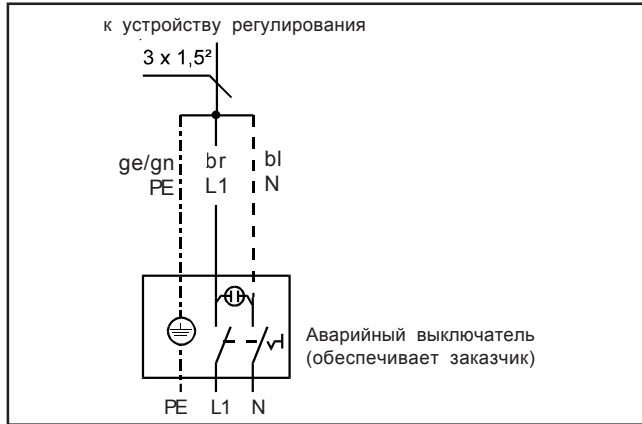 к устройству регулирования
3 x 1,5²
ge/gn br bl
PE L1 N
Аварийный выключатель
(обеспечивает заказчик)
PE L1 N